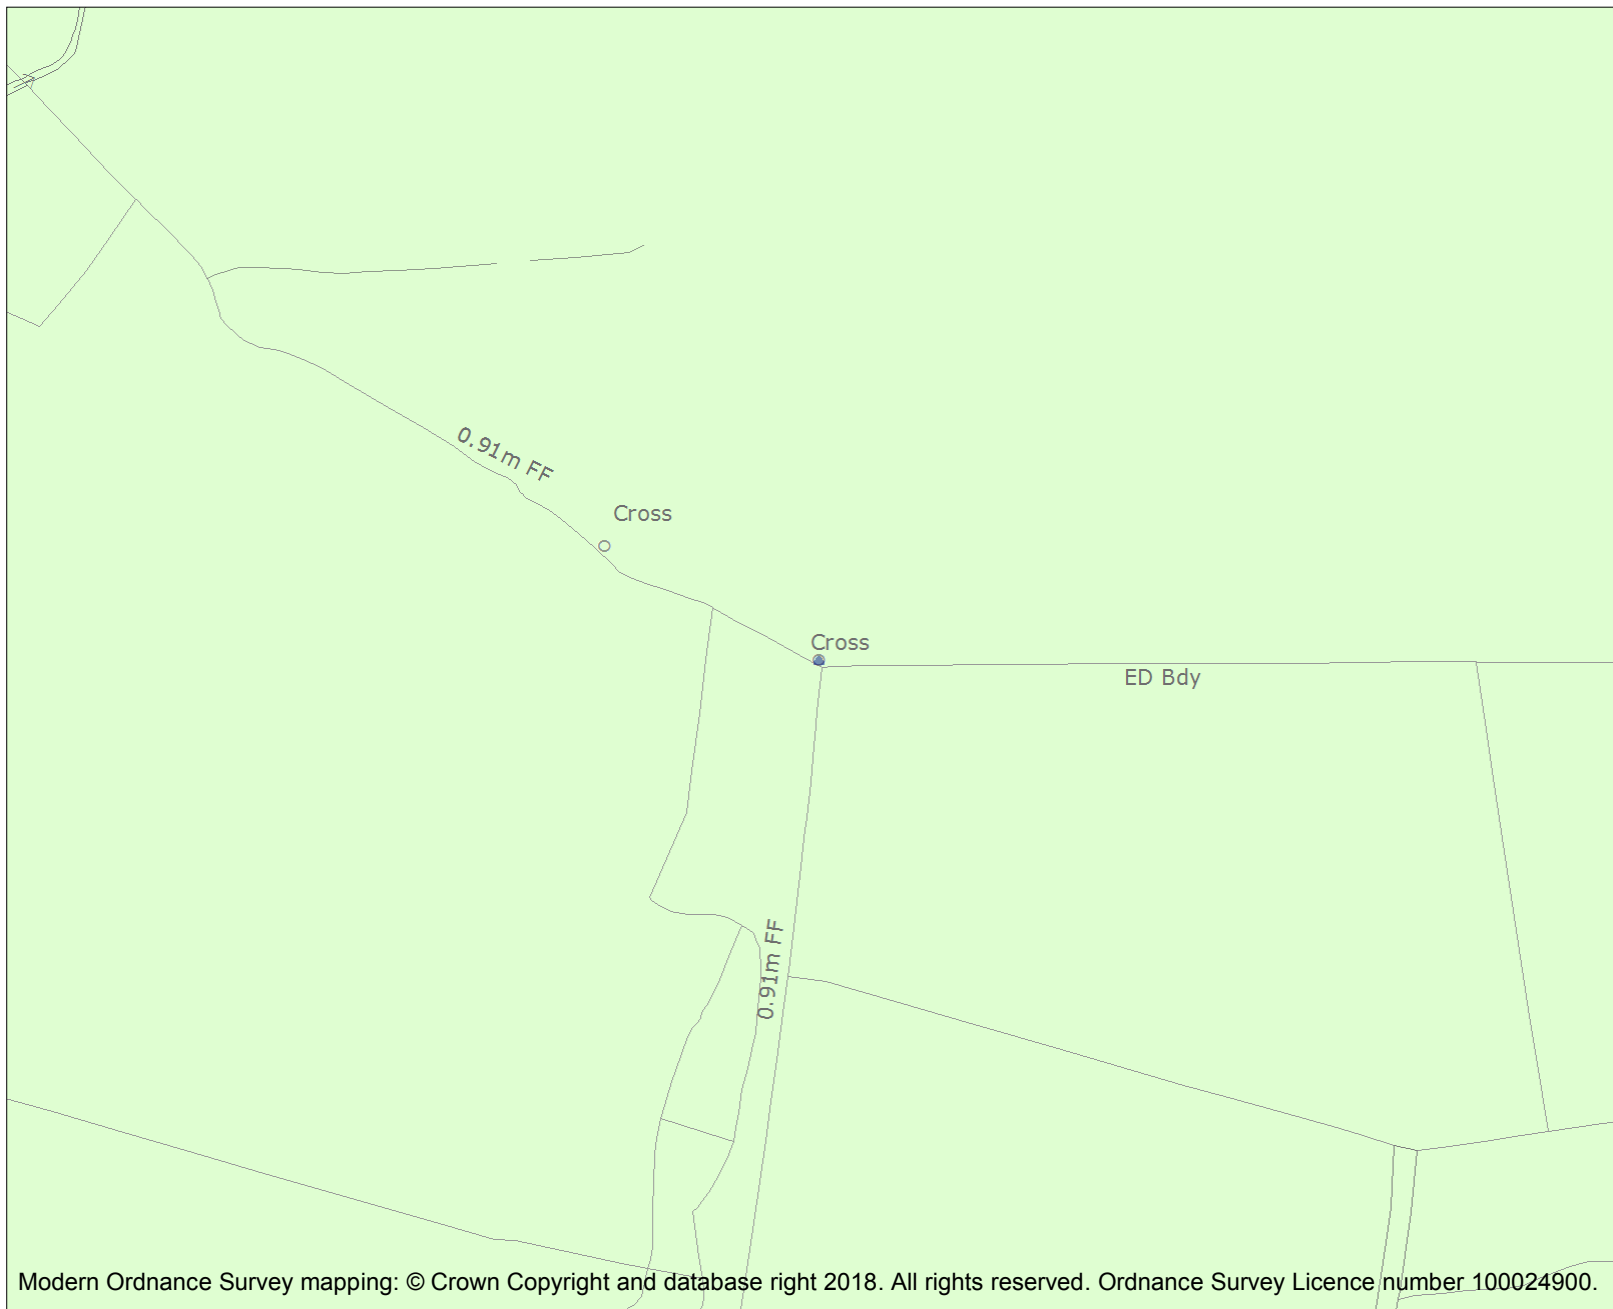 0.91m FF
Cross
Cross
ED Bdy
0.91m FF
Modern Ordnance Survey mapping: © Crown Copyright and database right 2018. All rights reserved. Ordnance Survey Licence number 100024900.